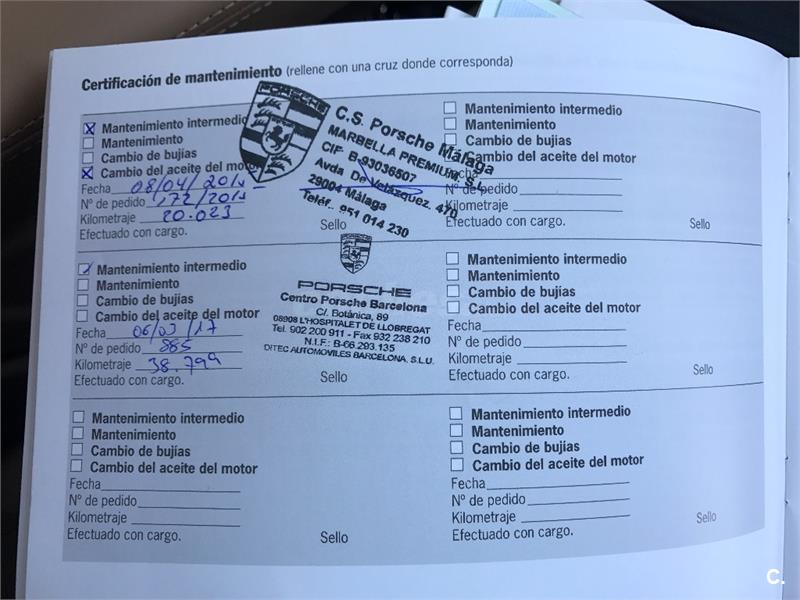 Certificación de mantenimiento (rellene con una cruz donde corresponda)
Mantenimiento intermedio
Mantenimiento
Cambio de bujías
Cambio del aceite del motor
Fecha 08/04/201
Nº de pedido 172/201
Kilometraje 20.023
Efectuado con cargo.
Sello
PORSCHE
C.S. Porsche Málaga
MARBELLA PREMIUM, S.L.
CIF B-93036507
Avda. De Velázquez, 470
29004 Málaga
Teléf.: 951 014 230
Mantenimiento intermedio
Mantenimiento
Cambio de bujías
Cambio del aceite del motor
Fecha
Nº de pedido
Kilometraje
Efectuado con cargo.
Sello
Mantenimiento intermedio
Mantenimiento
Cambio de bujías
Cambio del aceite del motor
Fecha 06/03/17
Nº de pedido 885
Kilometraje 38.799
Efectuado con cargo.
Sello
PORSCHE
Centro Porsche Barcelona
C/. Botánica, 89
08908 L'HOSPITALET DE LLOBREGAT
Tel. 902 200 911 - Fax 932 238 210
N.I.F.: B-66.293.135
DITEC AUTOMOVILES BARCELONA, S.L.U.
Mantenimiento intermedio
Mantenimiento
Cambio de bujías
Cambio del aceite del motor
Fecha
Nº de pedido
Kilometraje
Efectuado con cargo.
Sello
Mantenimiento intermedio
Mantenimiento
Cambio de bujías
Cambio del aceite del motor
Fecha
Nº de pedido
Kilometraje
Efectuado con cargo.
Sello
Mantenimiento intermedio
Mantenimiento
Cambio de bujías
Cambio del aceite del motor
Fecha
Nº de pedido
Kilometraje
Efectuado con cargo.
Sello
C.